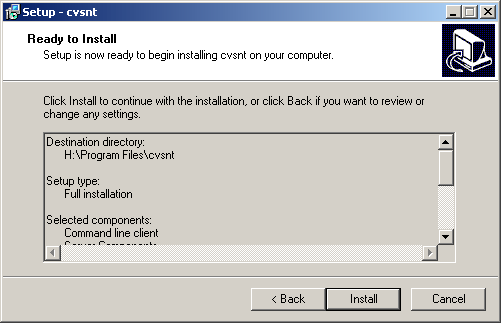 Setup - cvsnt
Ready to Install
Setup is now ready to begin installing cvsnt on your computer.
Click Install to continue with the installation, or click Back if you want to review or
change any settings.
Destination directory:
H:\Program Files\cvsnt
Setup type:
Full installation
Selected components:
Command line client
Server Components
< Back
Install
Cancel